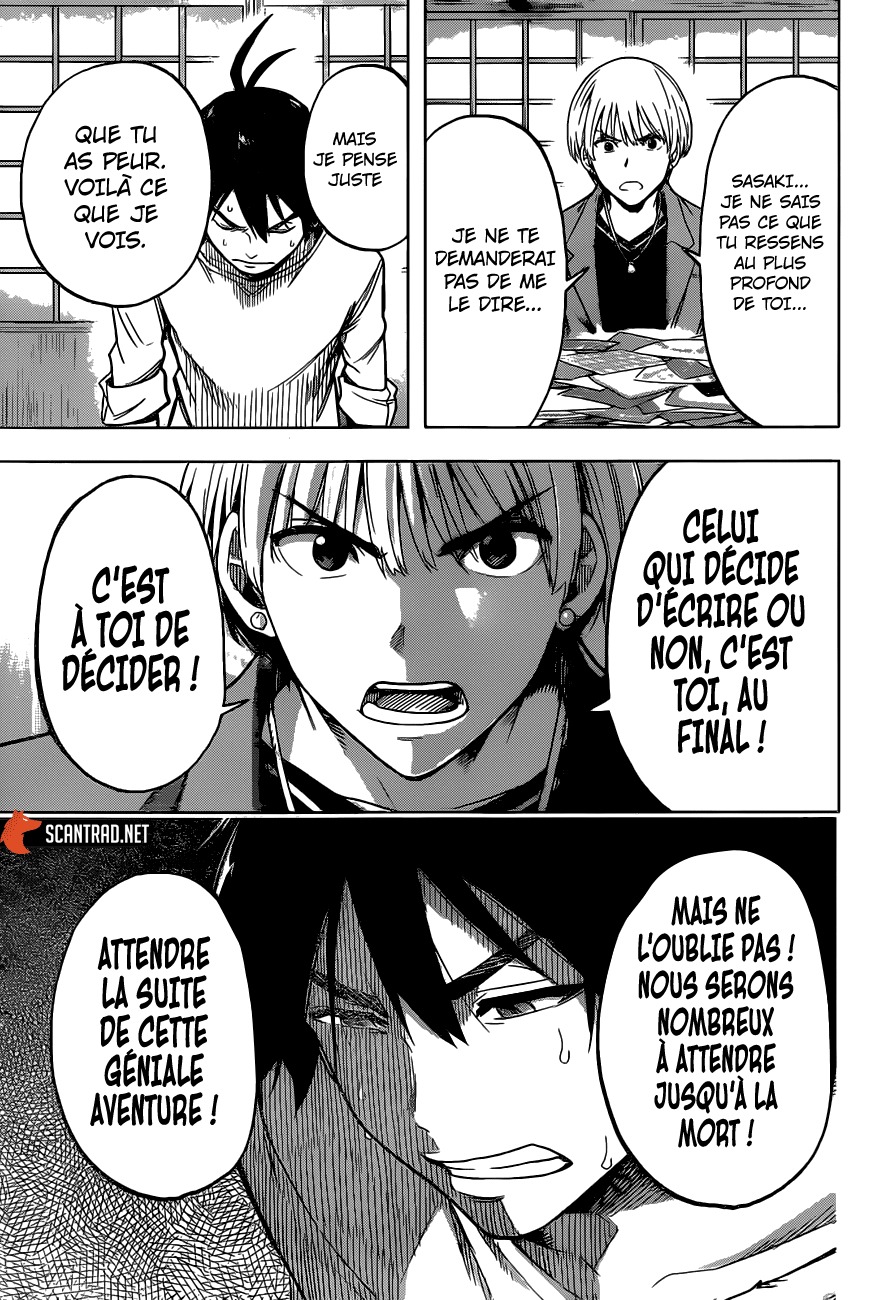 SASAKI...
JE NE SAIS
PAS CE QUE
TU RESSENS
AU PLUS
PROFOND
DE TOI...
JE NE TE
DEMANDERAI
PAS DE ME
LE DIRE...
MAIS
JE PENSE
JUSTE
QUE TU
AS PEUR.
VOILÀ CE
QUE JE
VOIS.
CELUI
QUI DÉCIDE
D'ÉCRIRE OU
NON, C'EST
TOI, AU
FINAL !
C'EST
À TOI DE
DÉCIDER !
SCANTRAD.NET
MAIS NE
L'OUBLIE PAS !
NOUS SERONS
NOMBREUX
À ATTENDRE
JUSQU'À LA
MORT !
ATTENDRE
LA SUITE
DE CETTE
GÉNIALE
AVENTURE !